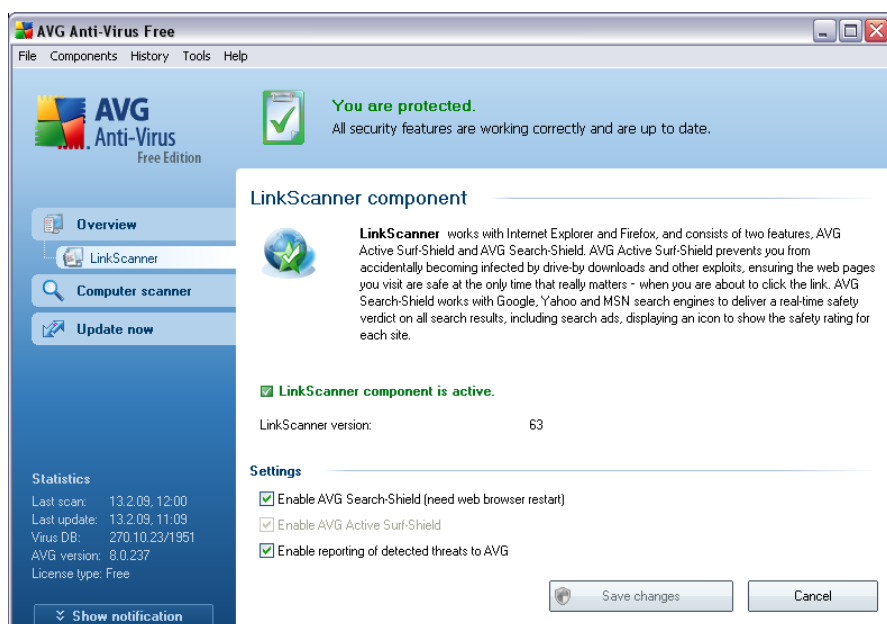 AVG Anti-Virus Free
File Components History Tools Help
AVG
Anti-Virus
Free Edition
You are protected.
All security features are working correctly and are up to date.
Overview
LinkScanner
Computer scanner
Update now
LinkScanner component
LinkScanner works with Internet Explorer and Firefox, and consists of two features, AVG
Active Surf-Shield and AVG Search-Shield. AVG Active Surf-Shield prevents you from
accidentally becoming infected by drive-by downloads and other exploits, ensuring the web pages
you visit are safe at the only time that really matters - when you are about to click the link. AVG
Search-Shield works with Google, Yahoo and MSN search engines to deliver a real-time safety
verdict on all search results, including search ads, displaying an icon to show the safety rating for
each site.
LinkScanner component is active.
LinkScanner version: 63
Settings
Enable AVG Search-Shield (need web browser restart)
Enable AVG Active Surf-Shield
Enable reporting of detected threats to AVG
Save changes Cancel
Statistics
Last scan: 13.2.09, 12:00
Last update: 13.2.09, 11:09
Virus DB: 270.10.23/1951
AVG version: 8.0.237
License type: Free
Show notification